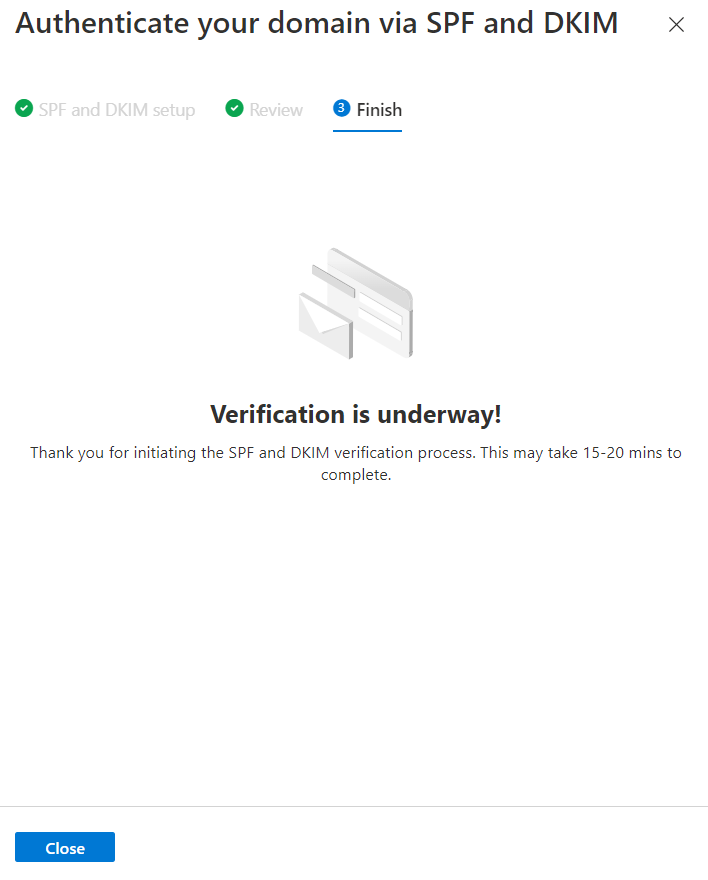 Authenticate your domain via SPF and DKIM
SPF and DKIM setup
Review
3 Finish
Verification is underway!
Thank you for initiating the SPF and DKIM verification process. This may take 15-20 mins to
complete.
Close